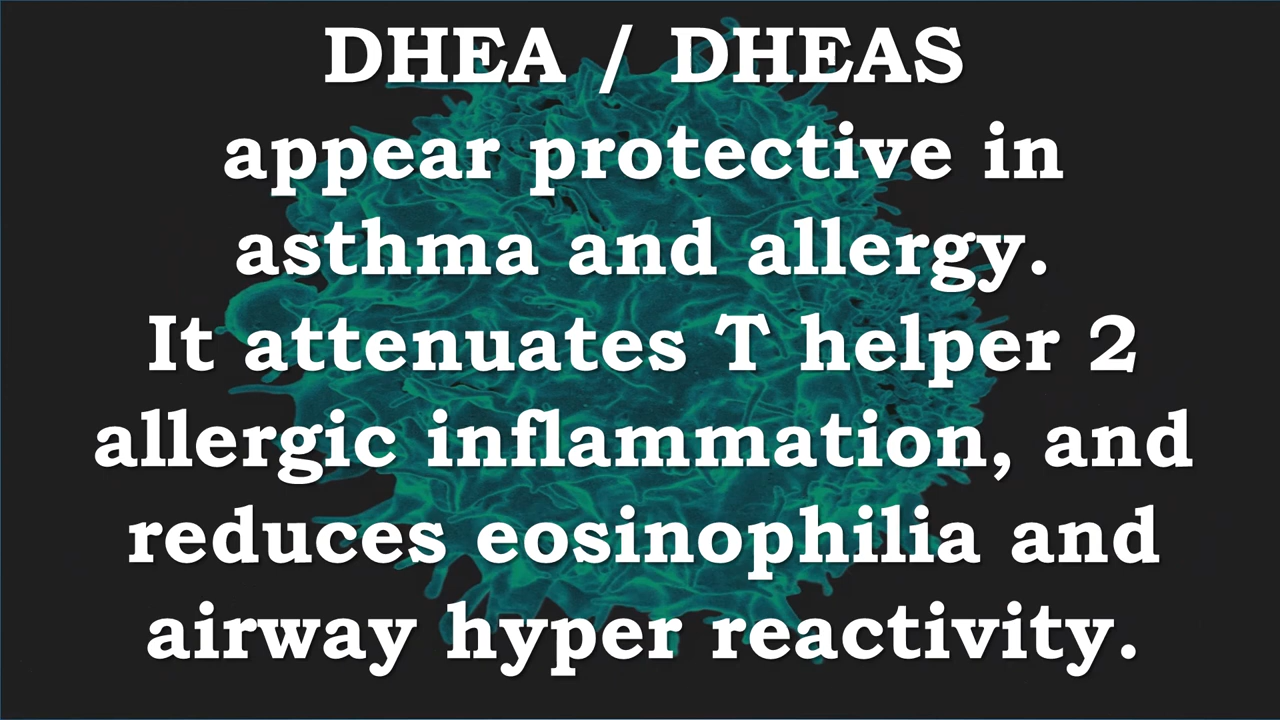 DHEA / DHEAS
appear protective in
asthma and allergy.
It attenuates T helper 2
allergic inflammation, and
reduces eosinophilia and
airway hyper reactivity.